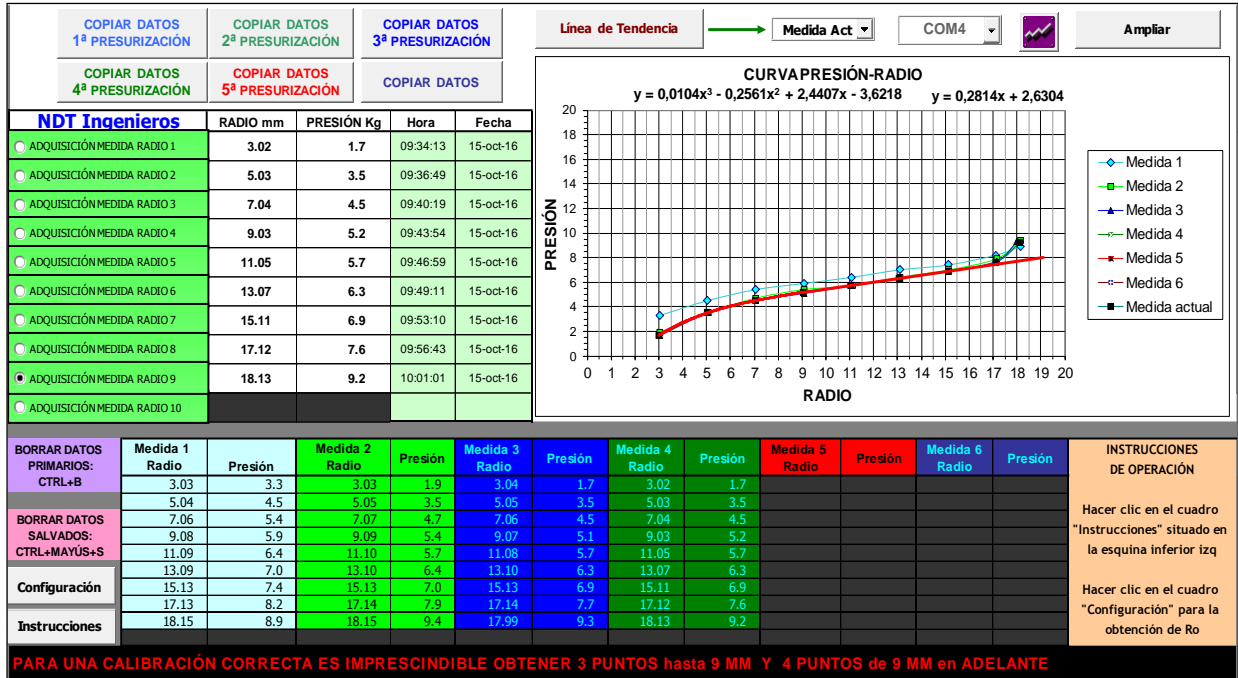 COPIAR DATOS
1ª PRESURIZACIÓN
COPIAR DATOS
2ª PRESURIZACIÓN
COPIAR DATOS
3ª PRESURIZACIÓN
Línea de Tendencia
Medida Act
COM4
Ampliar
COPIAR DATOS
4ª PRESURIZACIÓN
COPIAR DATOS
5ª PRESURIZACIÓN
COPIAR DATOS
NDT Ingenieros RADIO mm PRESIÓN Kg Hora Fecha
ADQUISICIÓN MEDIDA RADIO 1 3.02 1.7 09:34:13 15-oct-16
ADQUISICIÓN MEDIDA RADIO 2 5.03 3.5 09:36:49 15-oct-16
ADQUISICIÓN MEDIDA RADIO 3 7.04 4.5 09:40:19 15-oct-16
ADQUISICIÓN MEDIDA RADIO 4 9.03 5.2 09:43:54 15-oct-16
ADQUISICIÓN MEDIDA RADIO 5 11.05 5.7 09:46:59 15-oct-16
ADQUISICIÓN MEDIDA RADIO 6 13.07 6.3 09:49:11 15-oct-16
ADQUISICIÓN MEDIDA RADIO 7 15.11 6.9 09:53:10 15-oct-16
ADQUISICIÓN MEDIDA RADIO 8 17.12 7.6 09:56:43 15-oct-16
ADQUISICIÓN MEDIDA RADIO 9 18.13 9.2 10:01:01 15-oct-16
ADQUISICIÓN MEDIDA RADIO 10
CURVA PRESIÓN-RADIO
y = 0,0104x³ - 0,2561x² + 2,4407x - 3,6218 y = 0,2814x + 2,6304
PRESIÓN
20
18
16
14
12
10
8
6
4
2
0
0 1 2 3 4 5 6 7 8 9 10 11 12 13 14 15 16 17 18 19 20
RADIO
Medida 1
Medida 2
Medida 3
Medida 4
Medida 5
Medida 6
Medida actual
BORRAR DATOS
PRIMARIOS:
CTRL+B
BORRAR DATOS
SALVADOS:
CTRL+MAYÚS+S
Configuración
Instrucciones
Medida 1 Medida 2 Medida 3 Medida 4 Medida 5 Medida 6
Radio Presión Radio Presión Radio Presión Radio Presión Radio Presión Radio Presión
3.03 3.3 3.03 1.9 3.04 1.7 3.02 1.7
5.04 4.5 5.05 3.5 5.05 3.5 5.03 3.5
7.06 5.4 7.07 4.7 7.06 4.5 7.04 4.5
9.08 5.9 9.09 5.4 9.07 5.1 9.03 5.2
11.09 6.4 11.10 5.7 11.08 5.7 11.05 5.7
13.09 7.0 13.10 6.4 13.10 6.3 13.07 6.3
15.13 7.4 15.13 7.0 15.13 6.9 15.11 6.9
17.13 8.2 17.14 7.9 17.14 7.7 17.12 7.6
18.15 8.9 18.15 9.4 17.99 9.3 18.13 9.2
INSTRUCCIONES
DE OPERACIÓN
Hacer clic en el cuadro
"Instrucciones" situado en
la esquina inferior izq
Hacer clic en el cuadro
"Configuración" para la
obtención de Ro
PARA UNA CALIBRACIÓN CORRECTA ES IMPRESCINDIBLE OBTENER 3 PUNTOS hasta 9 MM Y 4 PUNTOS de 9 MM en ADELANTE